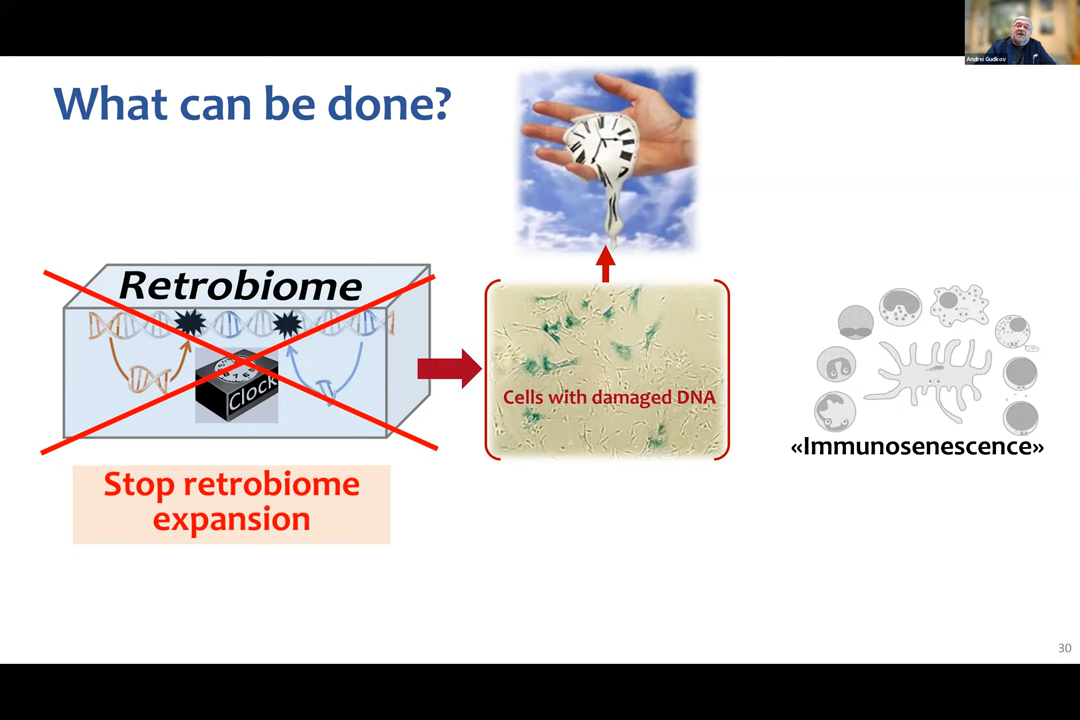 Andrei Gudkov
What can be done?
Retrobiome
Clock
Cells with damaged DNA
«Immunosenescence»
Stop retrobiome
expansion
30